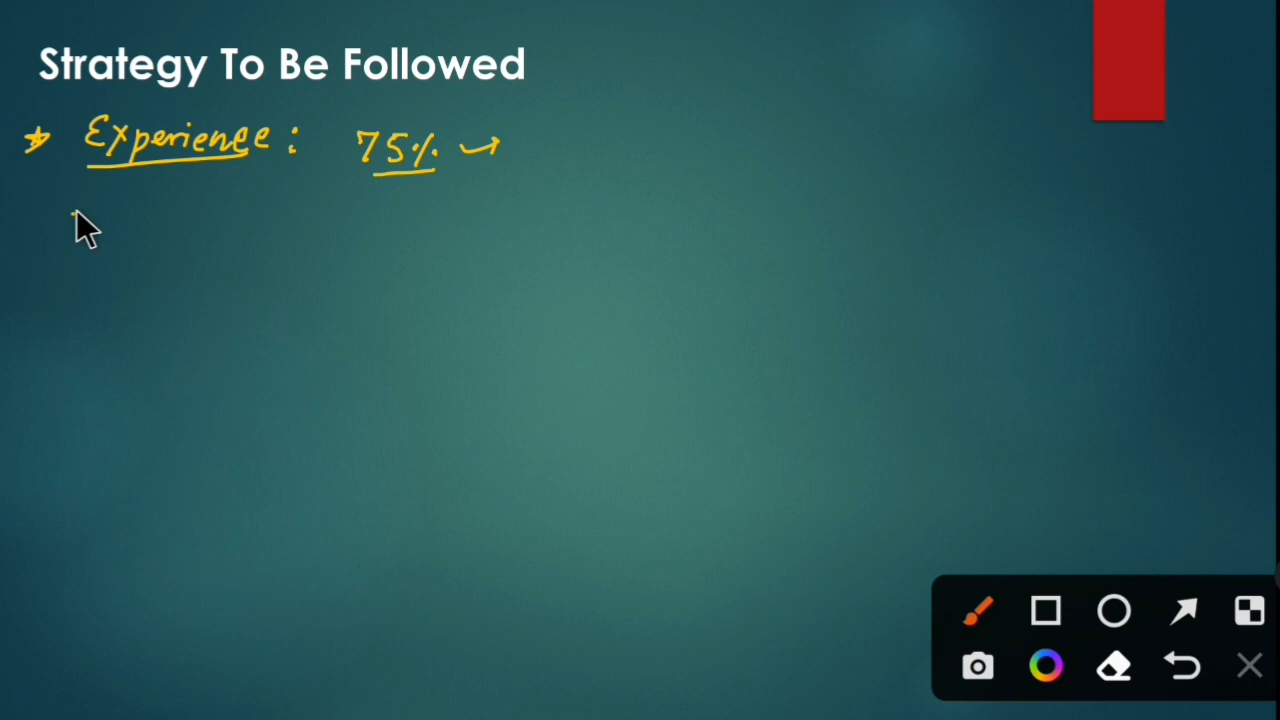 Strategy To Be Followed
* Experience : 75% →